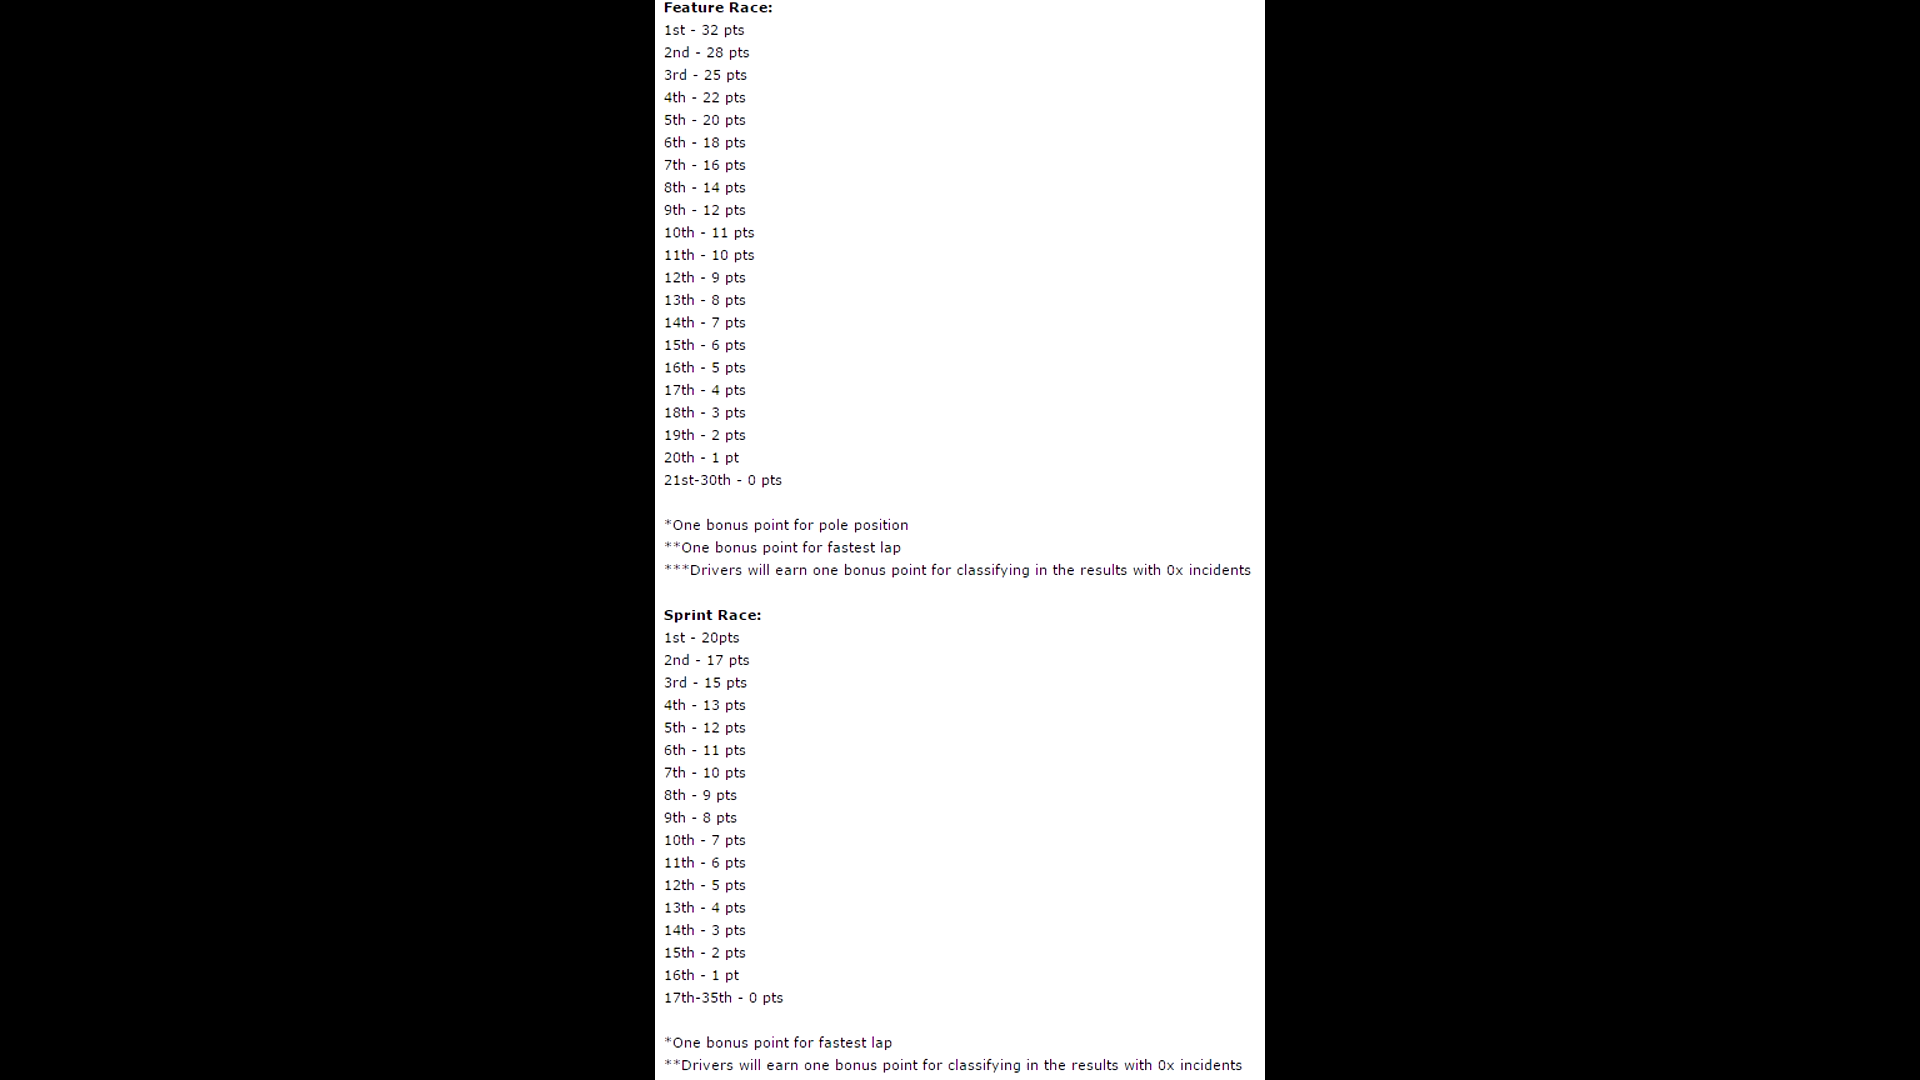 Feature Race:
1st - 32 pts
2nd - 28 pts
3rd - 25 pts
4th - 22 pts
5th - 20 pts
6th - 18 pts
7th - 16 pts
8th - 14 pts
9th - 12 pts
10th - 11 pts
11th - 10 pts
12th - 9 pts
13th - 8 pts
14th - 7 pts
15th - 6 pts
16th - 5 pts
17th - 4 pts
18th - 3 pts
19th - 2 pts
20th - 1 pt
21st-30th - 0 pts
*One bonus point for pole position
**One bonus point for fastest lap
***Drivers will earn one bonus point for classifying in the results with 0x incidents
Sprint Race:
1st - 20pts
2nd - 17 pts
3rd - 15 pts
4th - 13 pts
5th - 12 pts
6th - 11 pts
7th - 10 pts
8th - 9 pts
9th - 8 pts
10th - 7 pts
11th - 6 pts
12th - 5 pts
13th - 4 pts
14th - 3 pts
15th - 2 pts
16th - 1 pt
17th-35th - 0 pts
*One bonus point for fastest lap
**Drivers will earn one bonus point for classifying in the results with 0x incidents